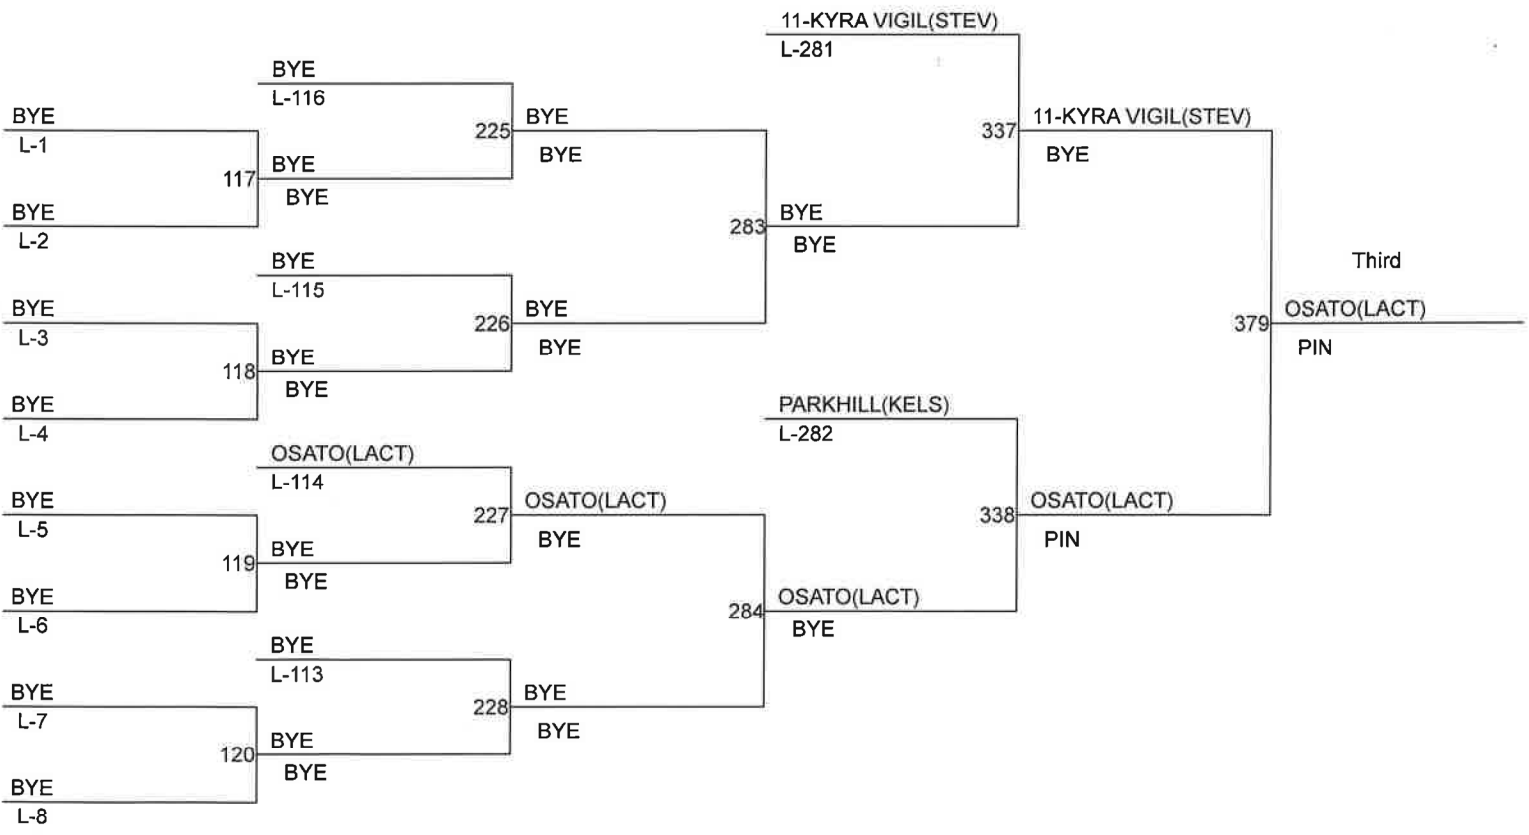 11-KYRA VIGIL(STEV)
L-281
BYE
L-116
BYE
L-1
225
BYE
BYE
337
11-KYRA VIGIL(STEV)
BYE
117
BYE
BYE
BYE
L-2
283
BYE
BYE
BYE
L-115
Third
BYE
L-3
226
BYE
BYE
379
OSATO(LACT)
PIN
118
BYE
BYE
BYE
L-4
PARKHILL(KELS)
L-282
OSATO(LACT)
L-114
BYE
L-5
227
OSATO(LACT)
BYE
338
OSATO(LACT)
PIN
119
BYE
BYE
BYE
L-6
284
OSATO(LACT)
BYE
BYE
L-113
BYE
L-7
228
BYE
BYE
120
BYE
BYE
BYE
L-8